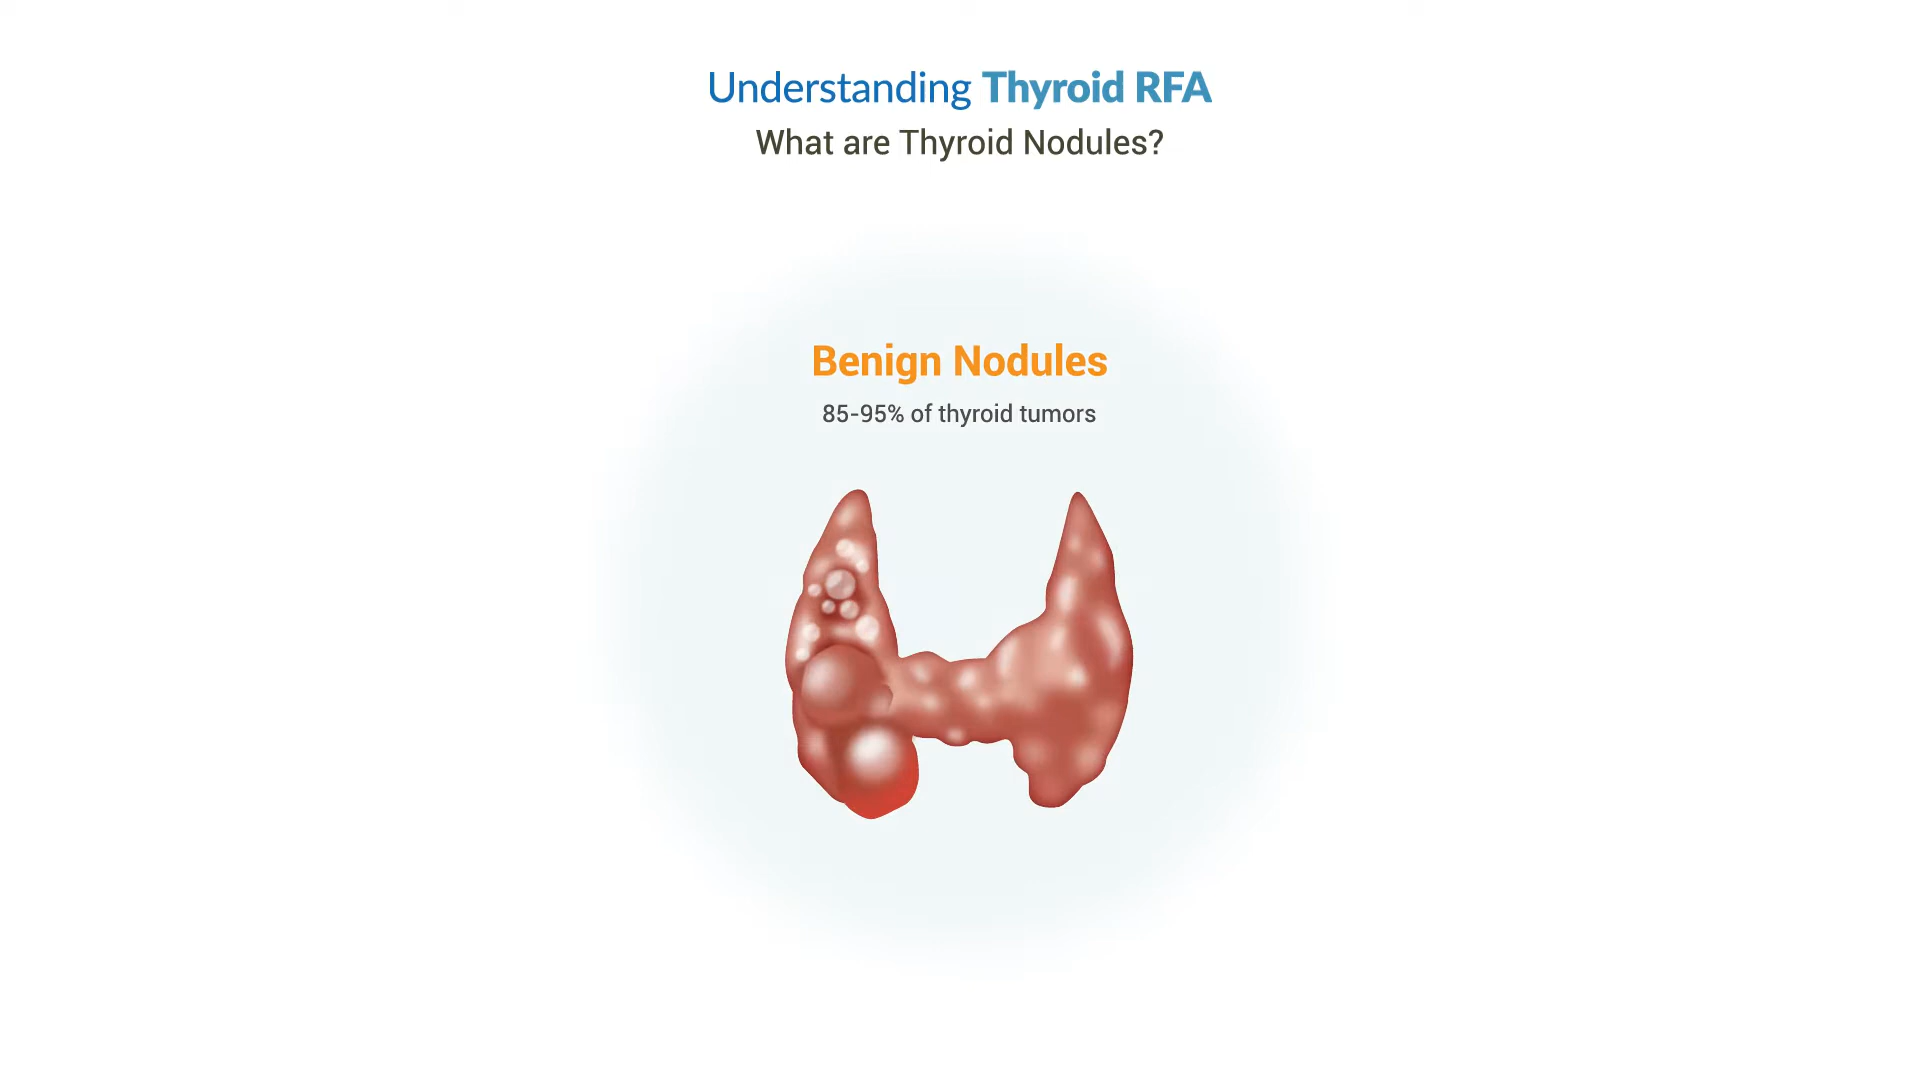 Understanding Thyroid RFA
What are Thyroid Nodules?
Benign Nodules
85-95% of thyroid tumors